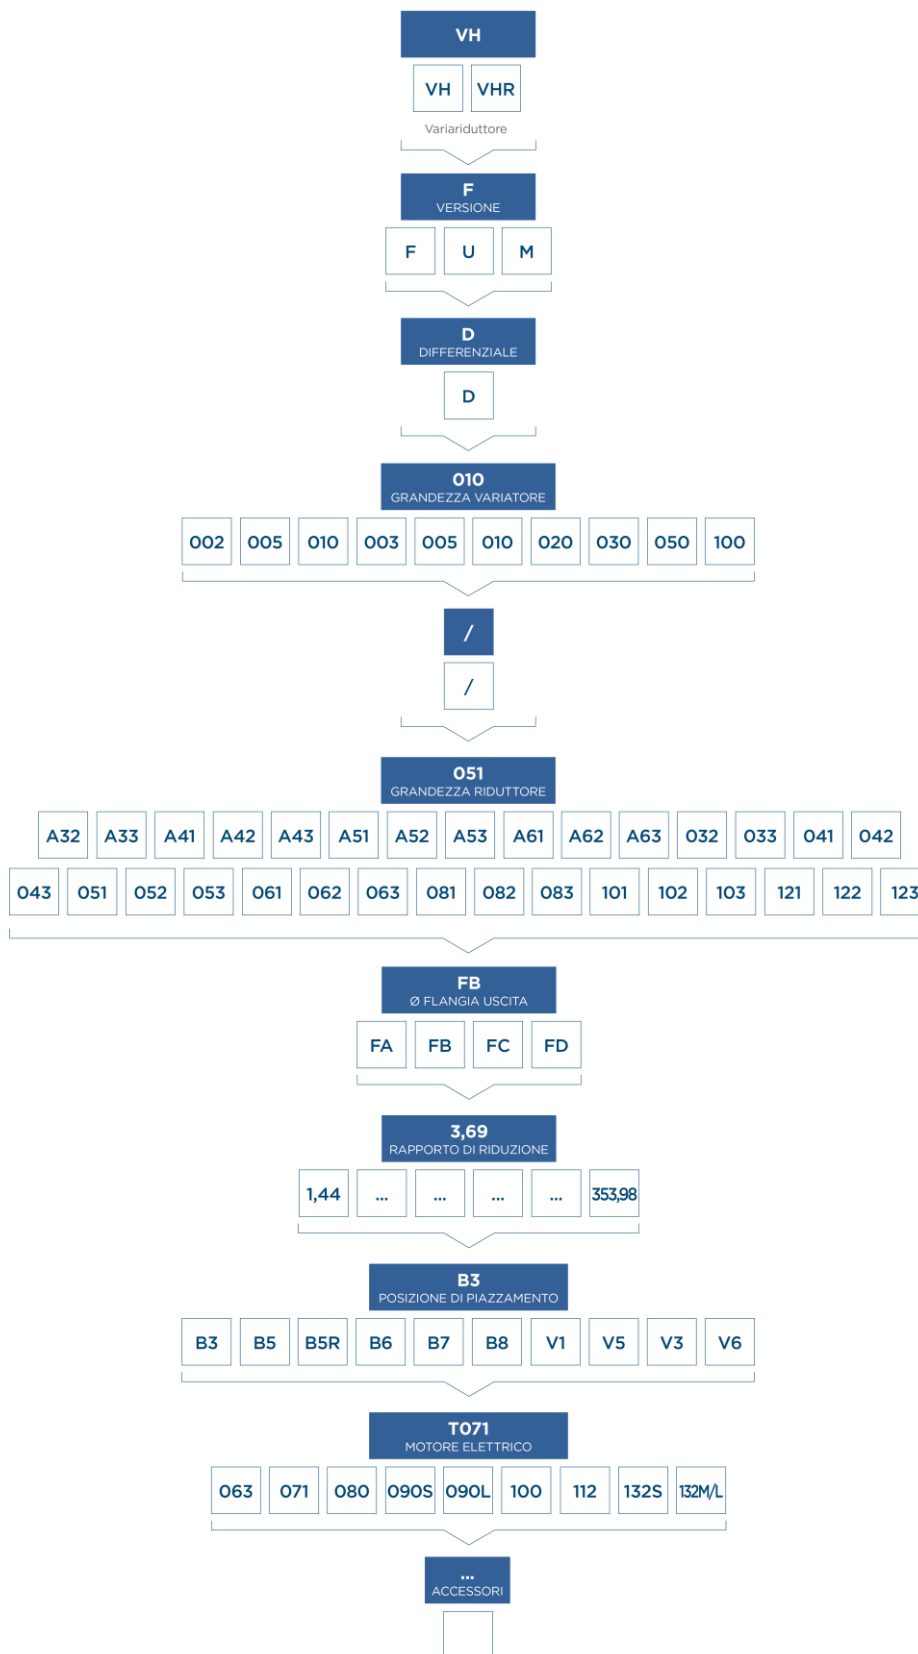 VH
VH VHR
Variariduttore
F
VERSIONE
F U M
D
DIFFERENZIALE
D
010
GRANDEZZA VARIATORE
002 005 010 003 005 010 020 030 050 100
/
/
051
GRANDEZZA RIDUTTORE
A32 A33 A41 A42 A43 A51 A52 A53 A61 A62 A63 032 033 041 042
043 051 052 053 061 062 063 081 082 083 101 102 103 121 122 123
FB
Ø FLANGIA USCITA
FA FB FC FD
3,69
RAPPORTO DI RIDUZIONE
1,44 ... ... ... ... 353,98
B3
POSIZIONE DI PIAZZAMENTO
B3 B5 B5R B6 B7 B8 V1 V5 V3 V6
T071
MOTORE ELETTRICO
063 071 080 090S 090L 100 112 132S 132M/L
...
ACCESSORI